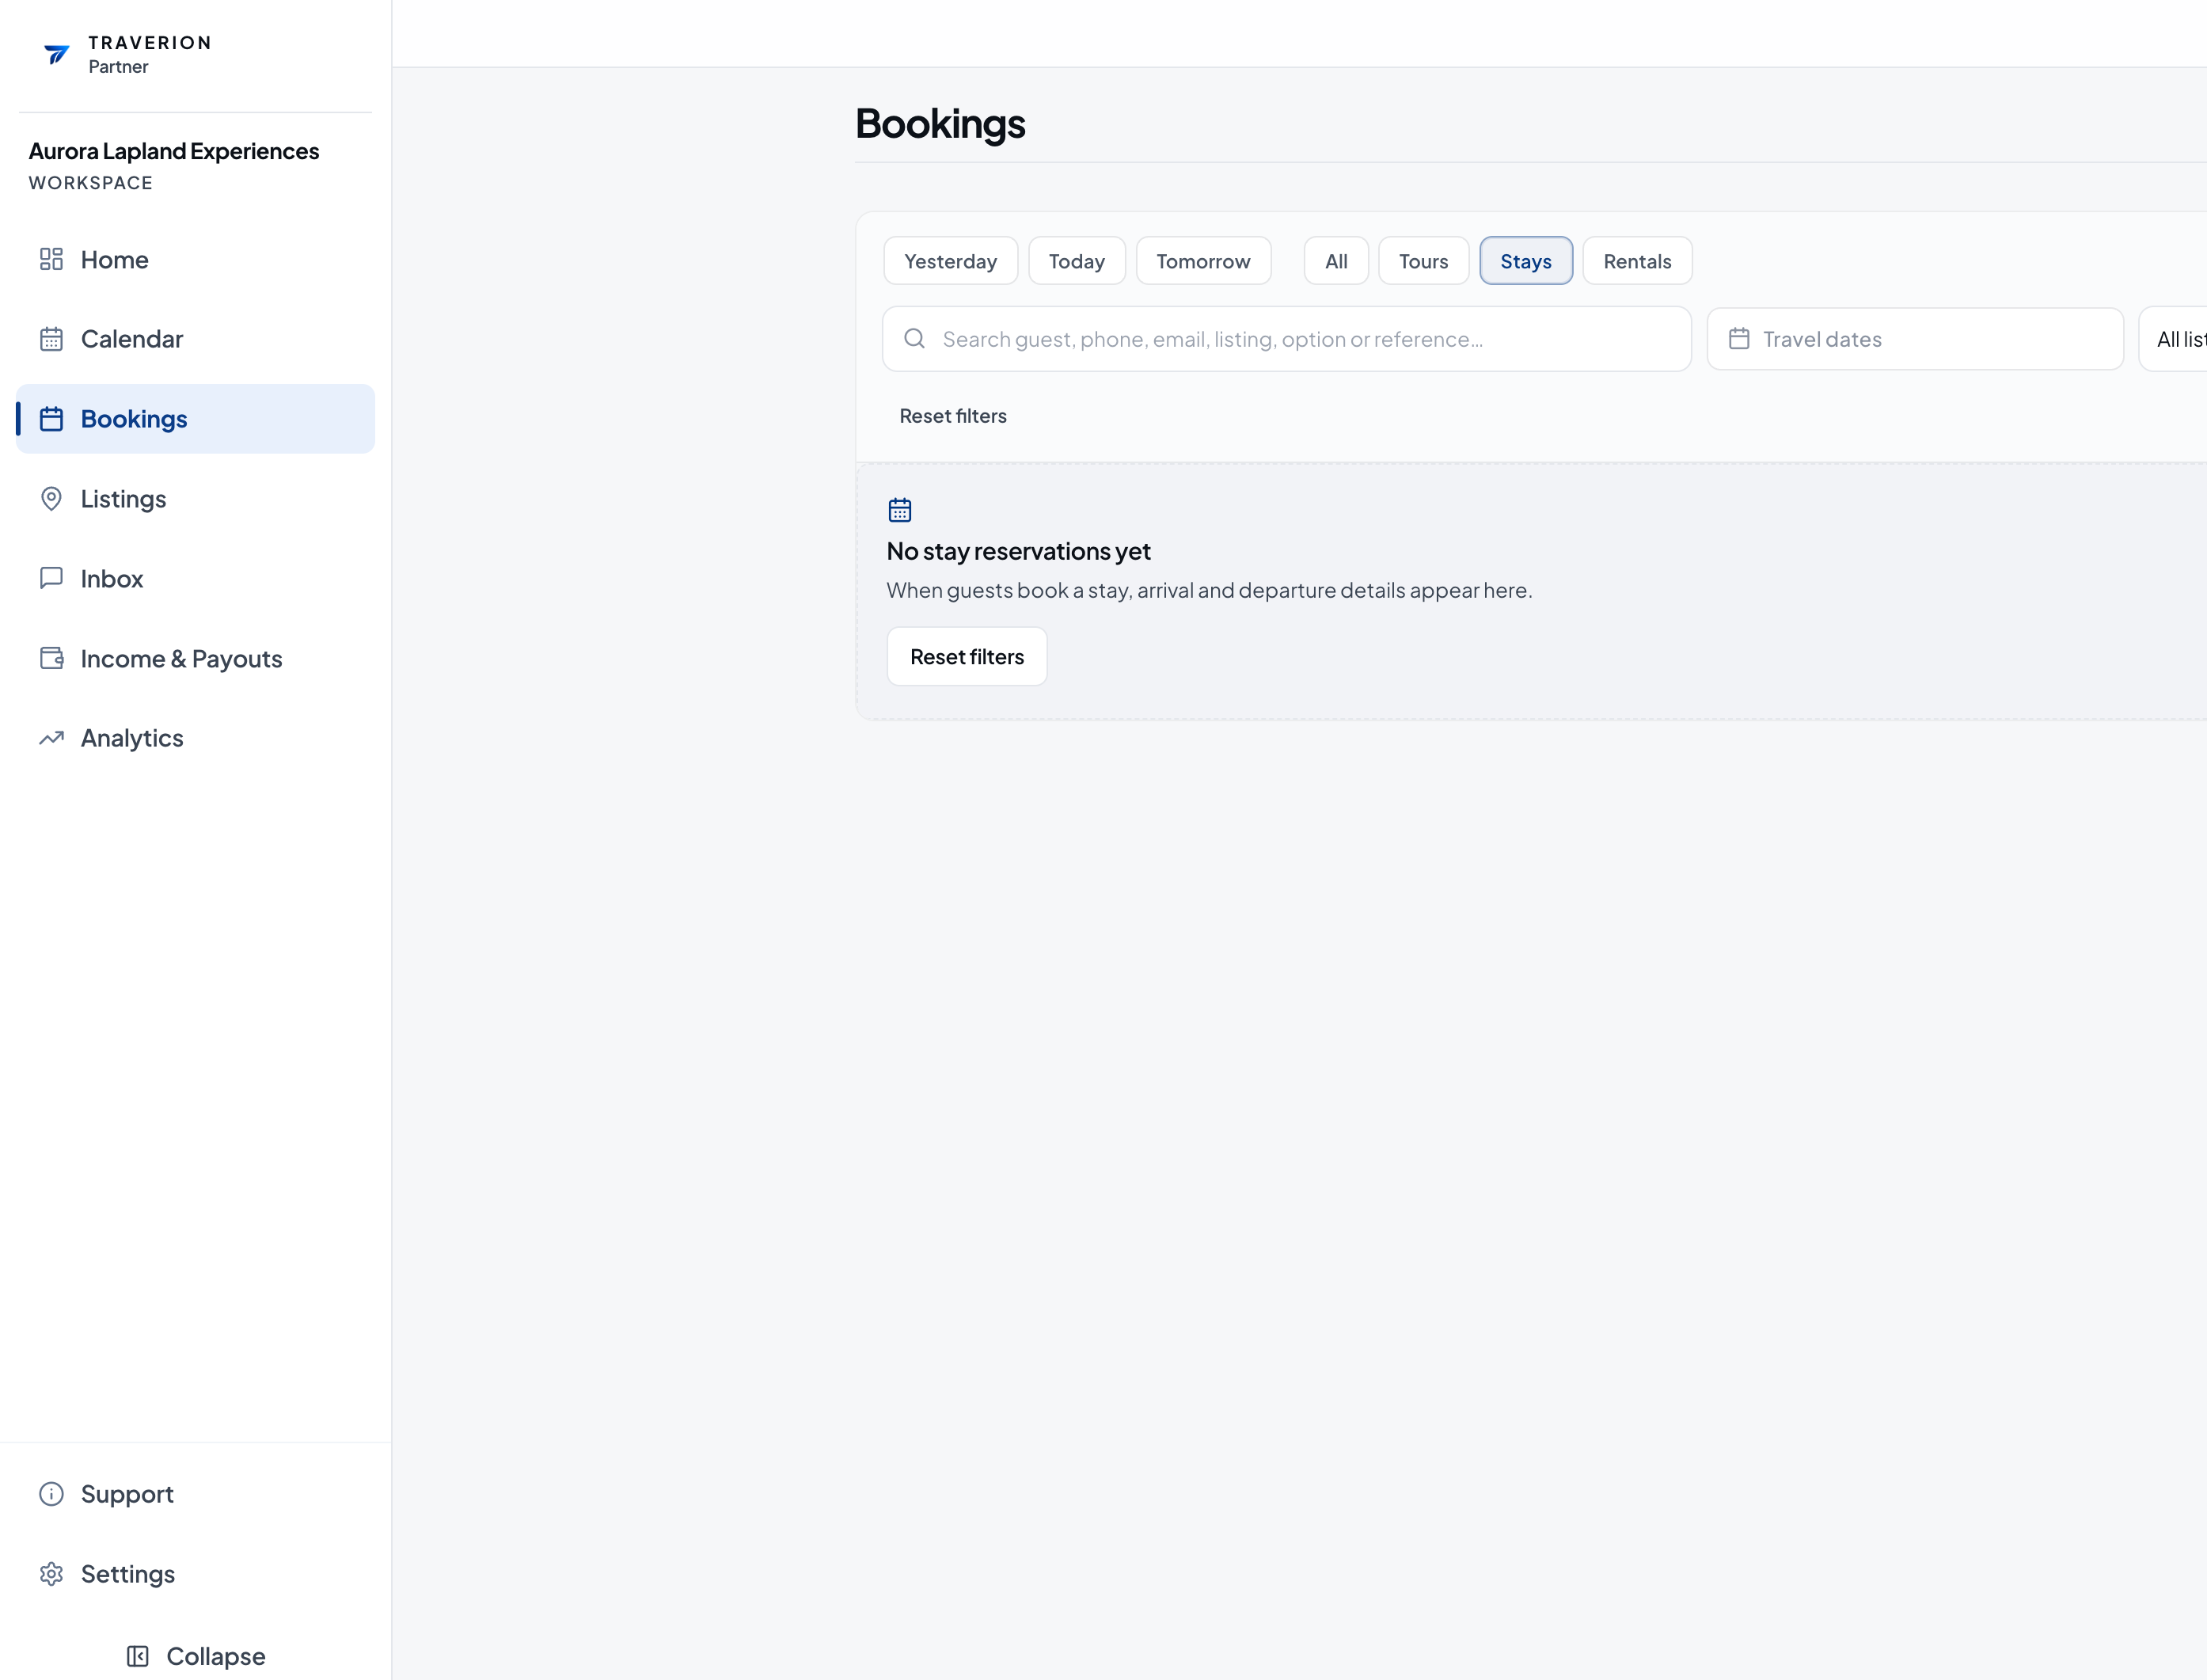 TRAVERION
Partner
Aurora Lapland Experiences
WORKSPACE
Home
Calendar
Bookings
Listings
Inbox
Income & Payouts
Analytics
Support
Settings
Collapse
Bookings
Yesterday Today Tomorrow All Tours Stays Rentals
Search guest, phone, email, listing, option or reference... Travel dates All
Reset filters
No stay reservations yet
When guests book a stay, arrival and departure details appear here.
Reset filters